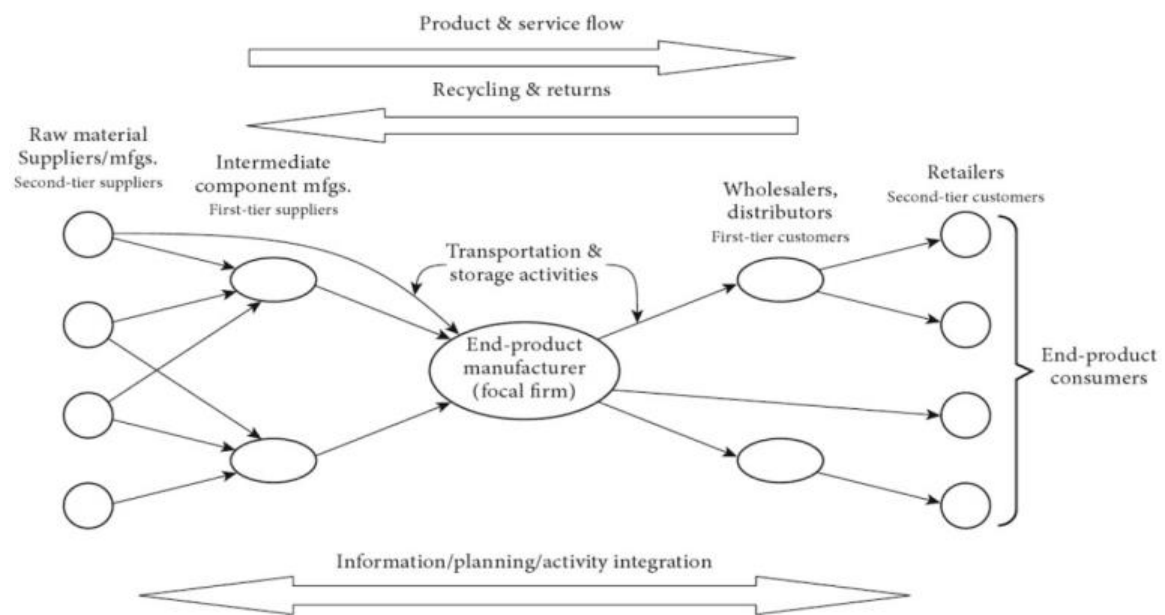 Product & service flow
Recycling & returns
Raw material
Suppliers/mfgs.
Second-tier suppliers
Intermediate
component mfgs.
First-tier suppliers
Wholesalers,
distributors
First-tier customers
Retailers
Second-tier customers
Transportation &
storage activities
End-product
manufacturer
(focal firm)
End-product
consumers
Information/planning/activity integration